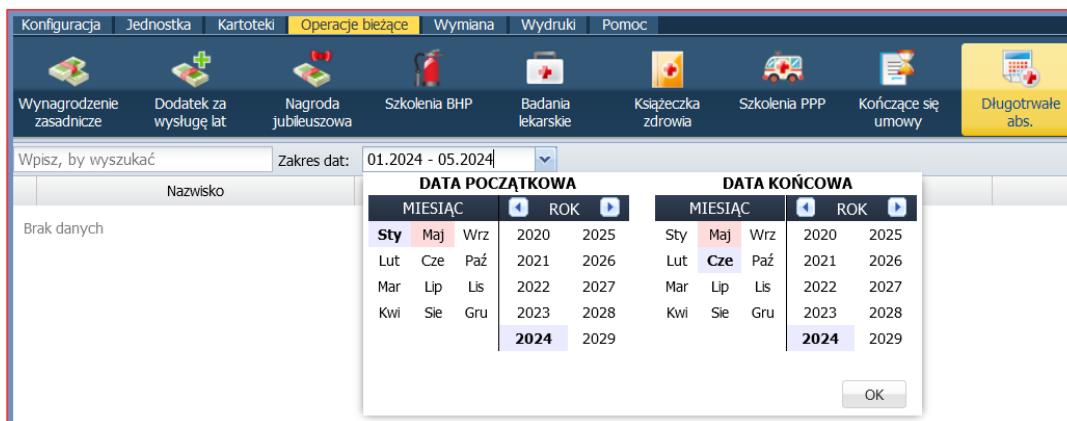 Konfiguracja Jednostka Kartoteki Operacje bieżące Wymiana Wydruki Pomoc
Wynagrodzenie zasadnicze
Dodatek za wysługę lat
Nagroda jubileuszowa
Szkolenia BHP
Badania lekarskie
Książeczka zdrowia
Szkolenia PPP
Kończące się umowy
Długotrwałe abs.
Wpisz, by wyszukać Zakres dat: 01.2024 - 05.2024
Nazwisko
Brak danych
DATA POCZĄTKOWA
MIESIĄC ROK
Sty Maj Wrz 2020 2025
Lut Cze Paź 2021 2026
Mar Lip Lis 2022 2027
Kwi Sie Gru 2023 2028
2024 2029
DATA KOŃCOWA
MIESIĄC ROK
Sty Maj Wrz 2020 2025
Lut Cze Paź 2021 2026
Mar Lip Lis 2022 2027
Kwi Sie Gru 2023 2028
2024 2029
OK